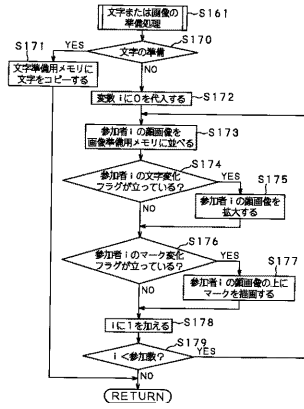 文字または画像の
準備処理
S161
S170
文字の準備
YES
NO
S171
文字準備用メモリに
文字をコピーする
S172
変数iに0を代入する
S173
参加者iの顔画像を
画像準備用メモリに並べる
S174
参加者iの文字変化
フラグが立っている?
YES
NO
S175
参加者iの顔画像を
拡大する
S176
参加者iのマーク変化
フラグが立っている?
YES
NO
S177
参加者iの顔画像の上に
マークを描画する
S178
iに1を加える
S179
i<参加数?
YES
NO
RETURN